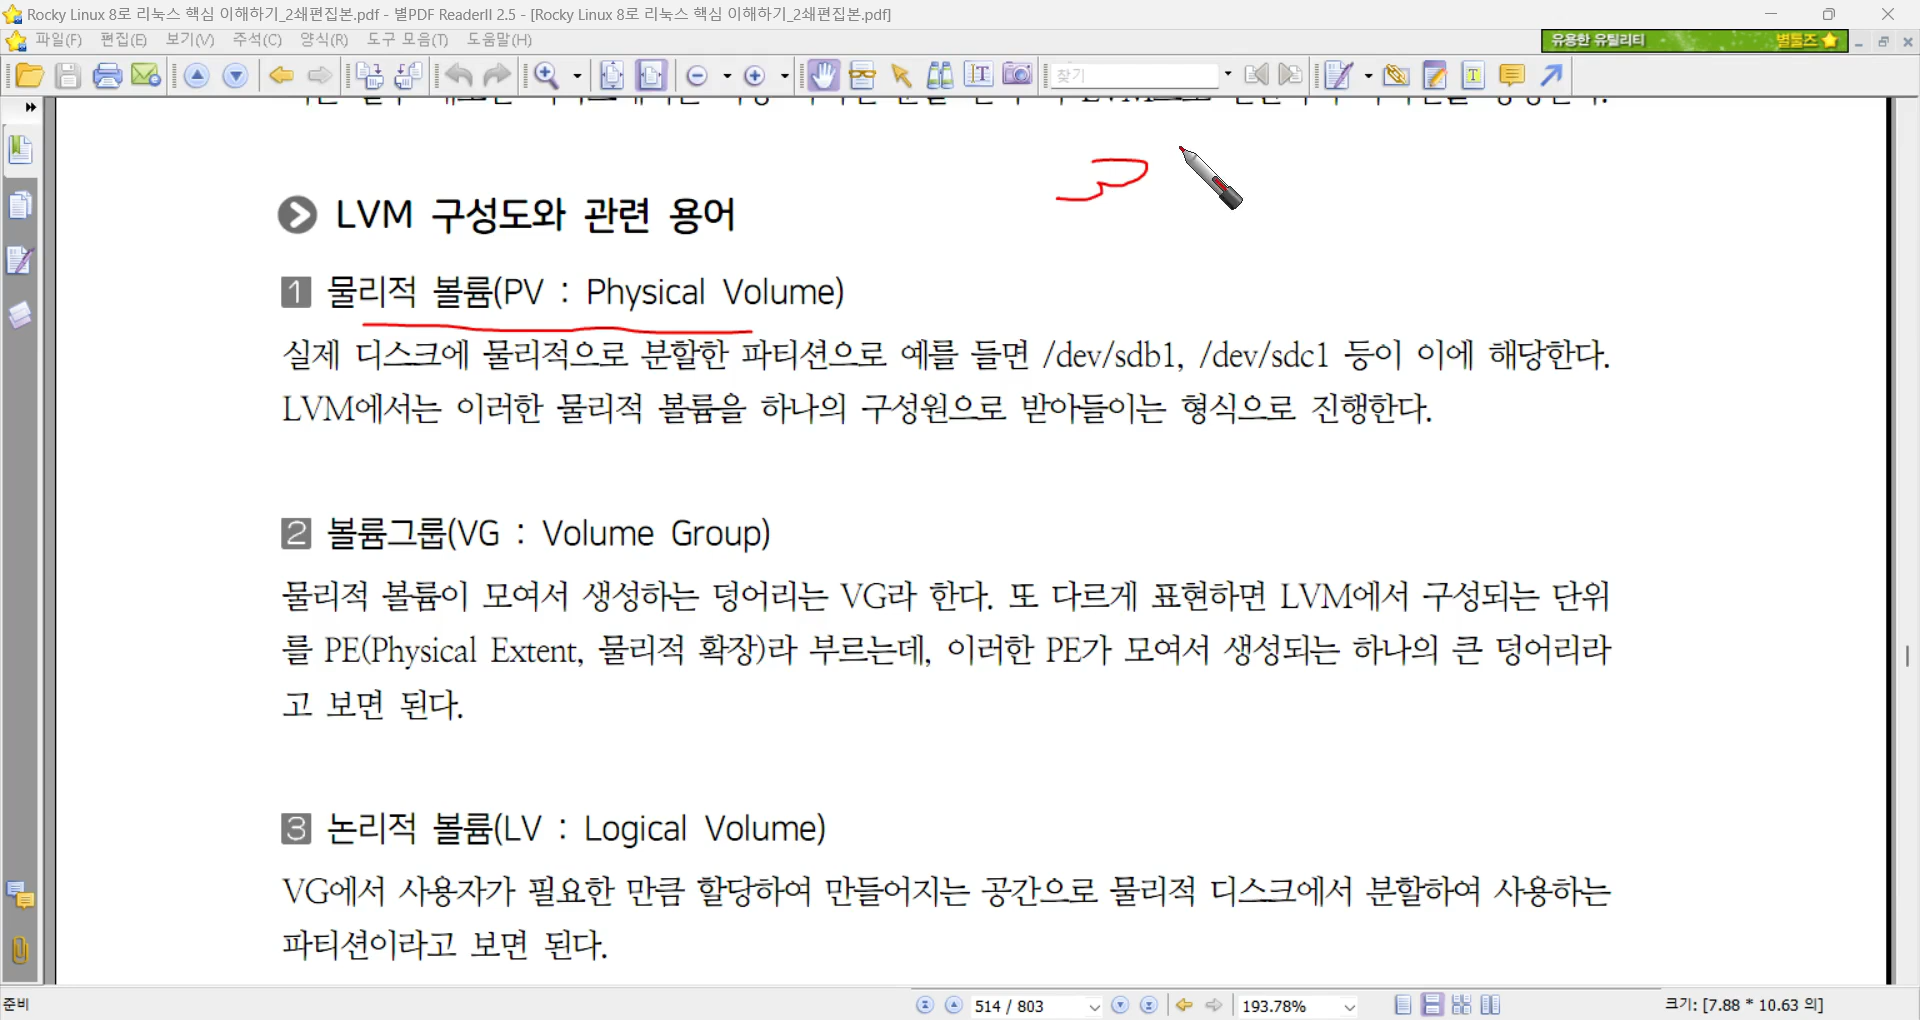 Rocky Linux 8로 리눅스 핵심 이해하기_2쇄편집본.pdf - 별PDF ReaderII 2.5 - [Rocky Linux 8로 리눅스 핵심 이해하기_2쇄편집본.pdf]
파일(F) 편집(E) 보기(V) 주석(C) 양식(R) 도구 모음(T) 도움말(H)
유용한 유틸리티 별툴즈
찾기
LVM 구성도와 관련 용어
1 물리적 볼륨(PV : Physical Volume)
실제 디스크에 물리적으로 분할한 파티션으로 예를 들면 /dev/sdb1, /dev/sdc1 등이 이에 해당한다.
LVM에서는 이러한 물리적 볼륨을 하나의 구성원으로 받아들이는 형식으로 진행한다.
2 볼륨그룹(VG : Volume Group)
물리적 볼륨이 모여서 생성하는 덩어리는 VG라 한다. 또 다르게 표현하면 LVM에서 구성되는 단위
를 PE(Physical Extent, 물리적 확장)라 부르는데, 이러한 PE가 모여서 생성되는 하나의 큰 덩어리라
고 보면 된다.
3 논리적 볼륨(LV : Logical Volume)
VG에서 사용자가 필요한 만큼 할당하여 만들어지는 공간으로 물리적 디스크에서 분할하여 사용하는
파티션이라고 보면 된다.
준비 514 / 803 193.78% 크기: [7.88 * 10.63 의]